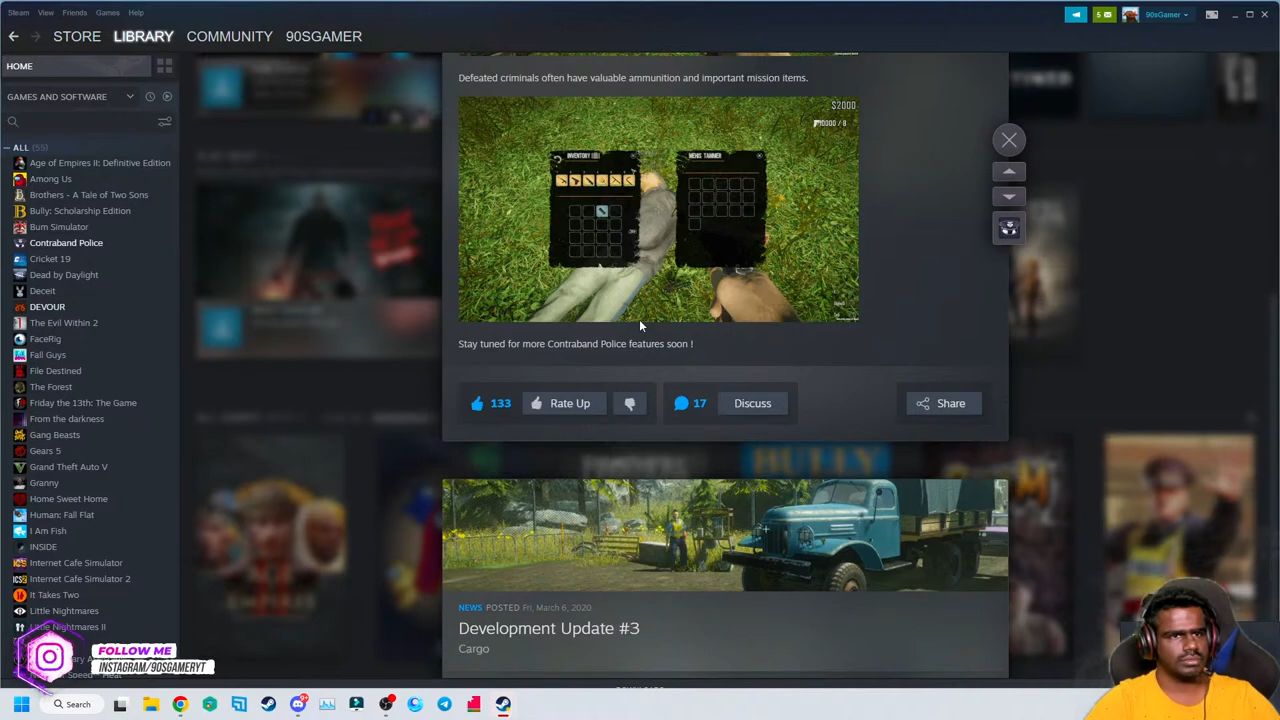 Steam View Friends Games Help
5 90sGamer
STORE LIBRARY COMMUNITY 90SGAMER
HOME
GAMES AND SOFTWARE
ALL (55)
Age of Empires II: Definitive Edition
Among Us
Brothers - A Tale of Two Sons
Bully: Scholarship Edition
Bum Simulator
Contraband Police
Cricket 19
Dead by Daylight
Deceit
DEVOUR
The Evil Within 2
FaceRig
Fall Guys
File Destined
The Forest
Friday the 13th: The Game
From the darkness
Gang Beasts
Gears 5
Grand Theft Auto V
Granny
Home Sweet Home
Human: Fall Flat
I Am Fish
INSIDE
Internet Cafe Simulator
Internet Cafe Simulator 2
It Takes Two
Little Nightmares
Little Nightmares II
FOLLOW ME
INSTAGRAM/90SGAMERYT
Defeated criminals often have valuable ammunition and important mission items.
$2000
INVENTORY
Stay tuned for more Contraband Police features soon !
133 Rate Up 17 Discuss Share
NEWS POSTED Fri, March 6, 2020
Development Update #3
Cargo
Search